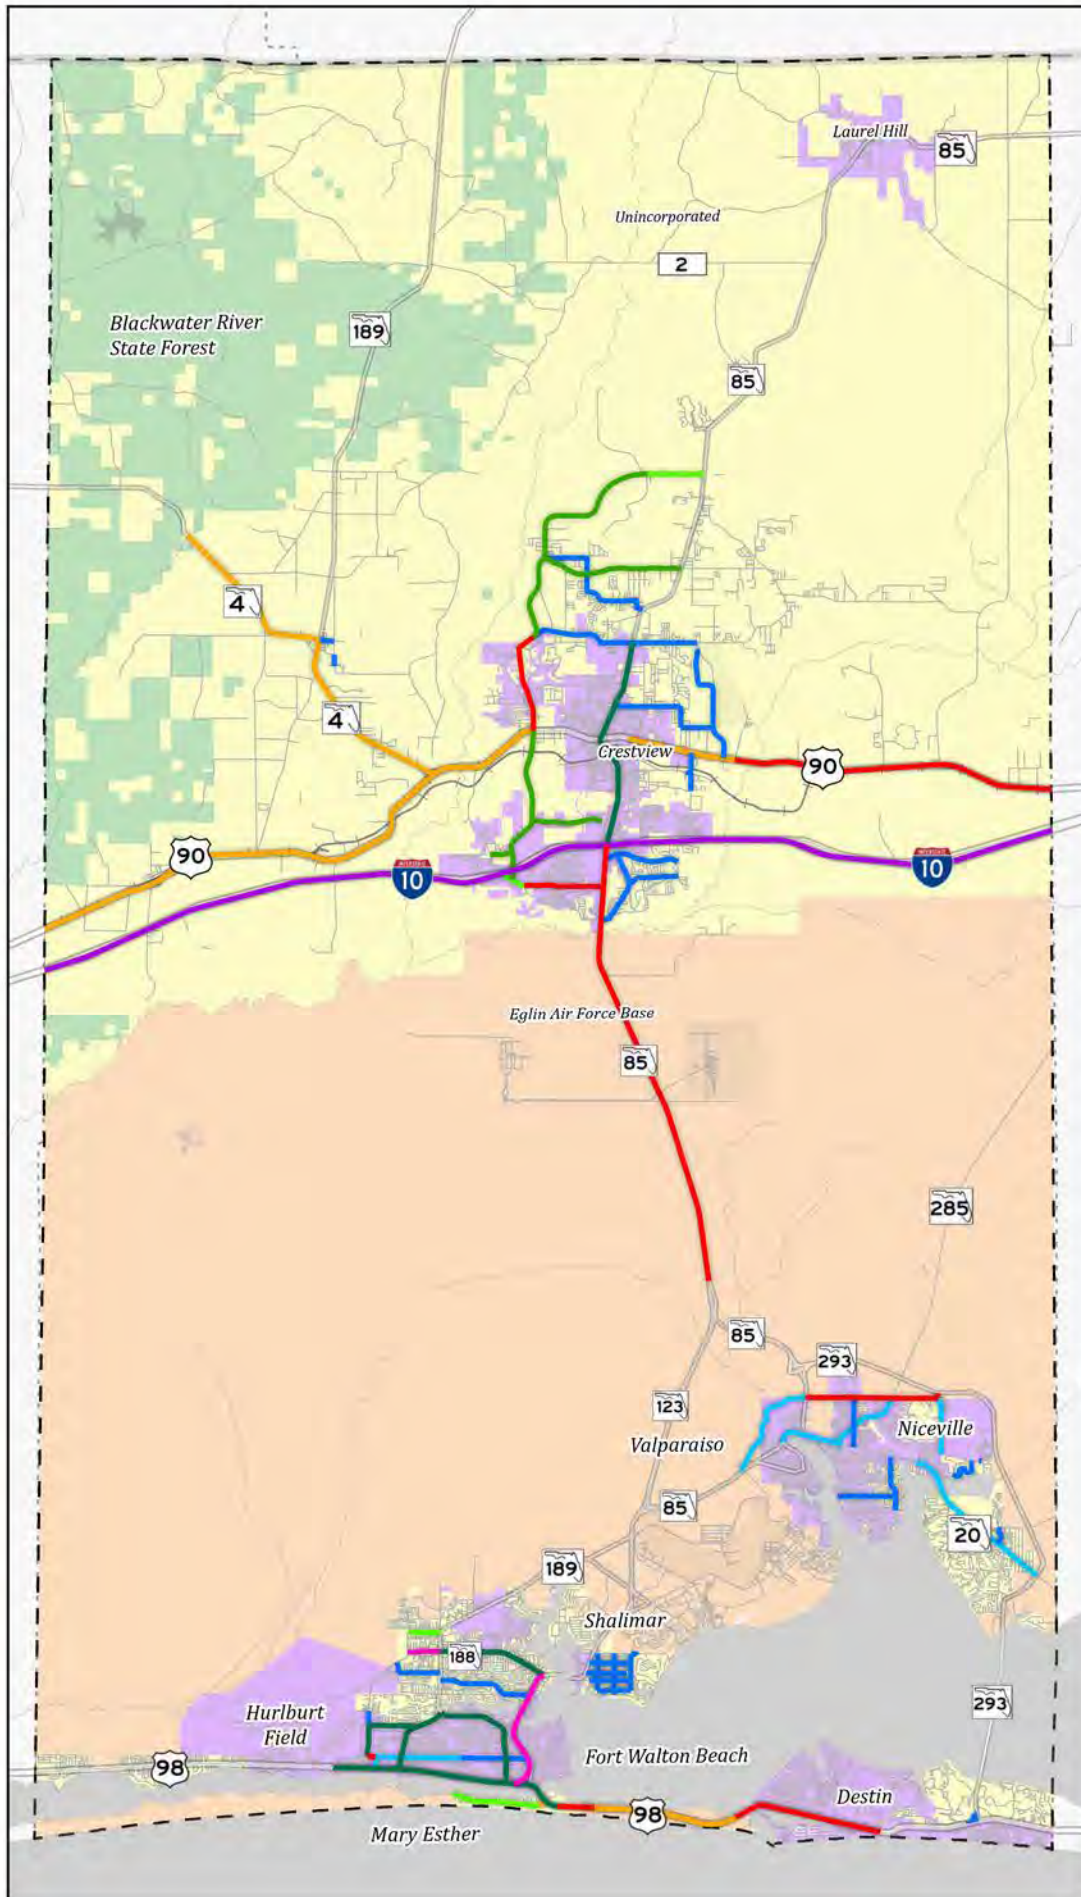 Laurel Hill
85
Unincorporated
2
Blackwater River
State Forest
189
85
4
4
Crestview
90
90
INTERSTATE
10
INTERSTATE
10
Eglin Air Force Base
85
285
85
293
123
Niceville
Valparaiso
85
20
189
Shalimar
188
293
Hurlburt
Field
Fort Walton Beach
98
Destin
98
Mary Esther